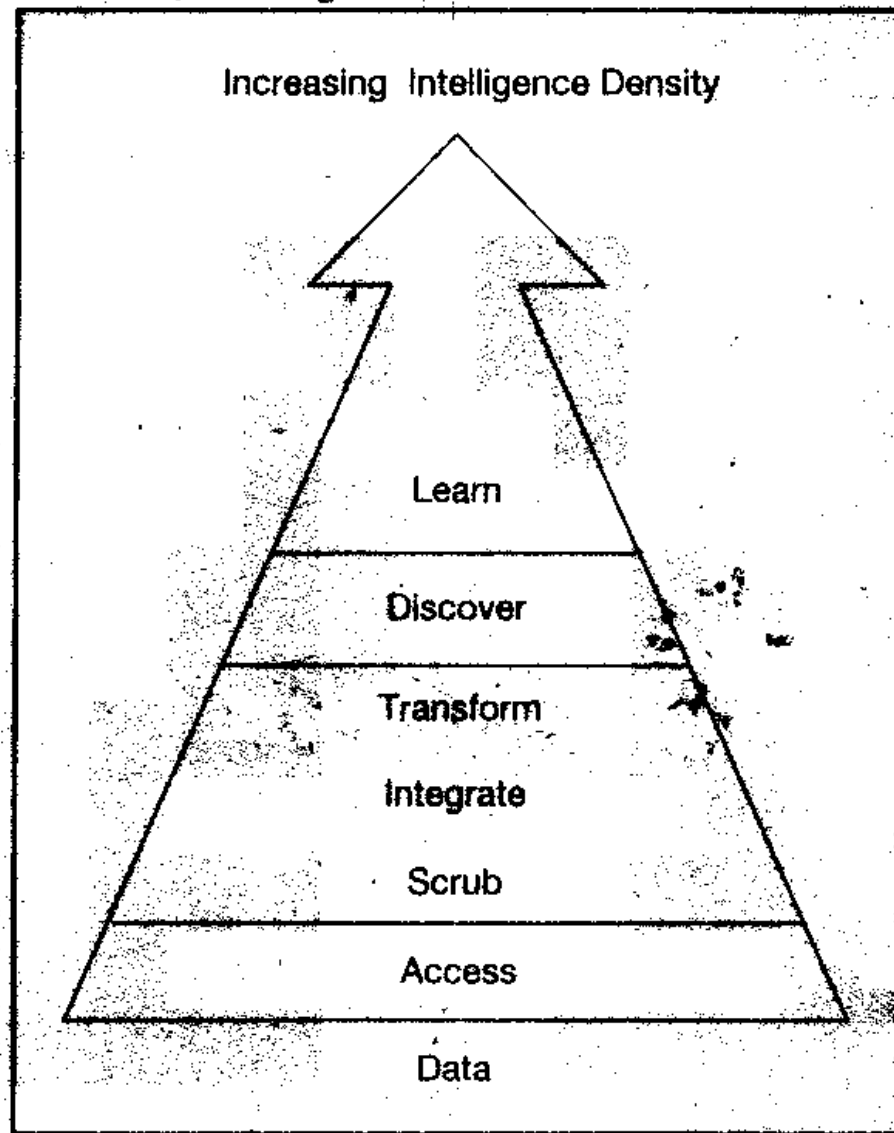 Increasing Intelligence Density
Learn
Discover
Transform
Integrate
Scrub
Access
Data